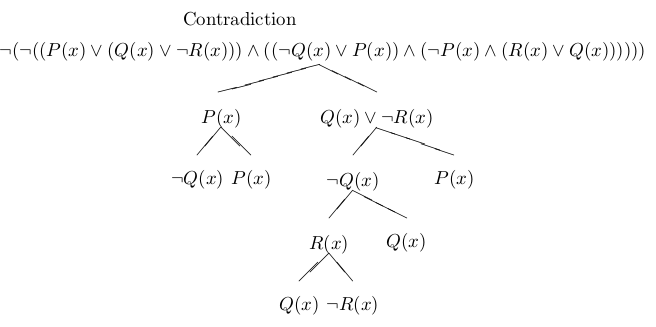 Contradiction
¬(¬((P(x) ∨ (Q(x) ∨ ¬R(x))) ∧ ((¬Q(x) ∨ P(x)) ∧ (¬P(x) ∧ (R(x) ∨ Q(x))))))
P(x) Q(x) ∨ ¬R(x)
¬Q(x) P(x) ¬Q(x) P(x)
R(x) Q(x)
Q(x) ¬R(x)